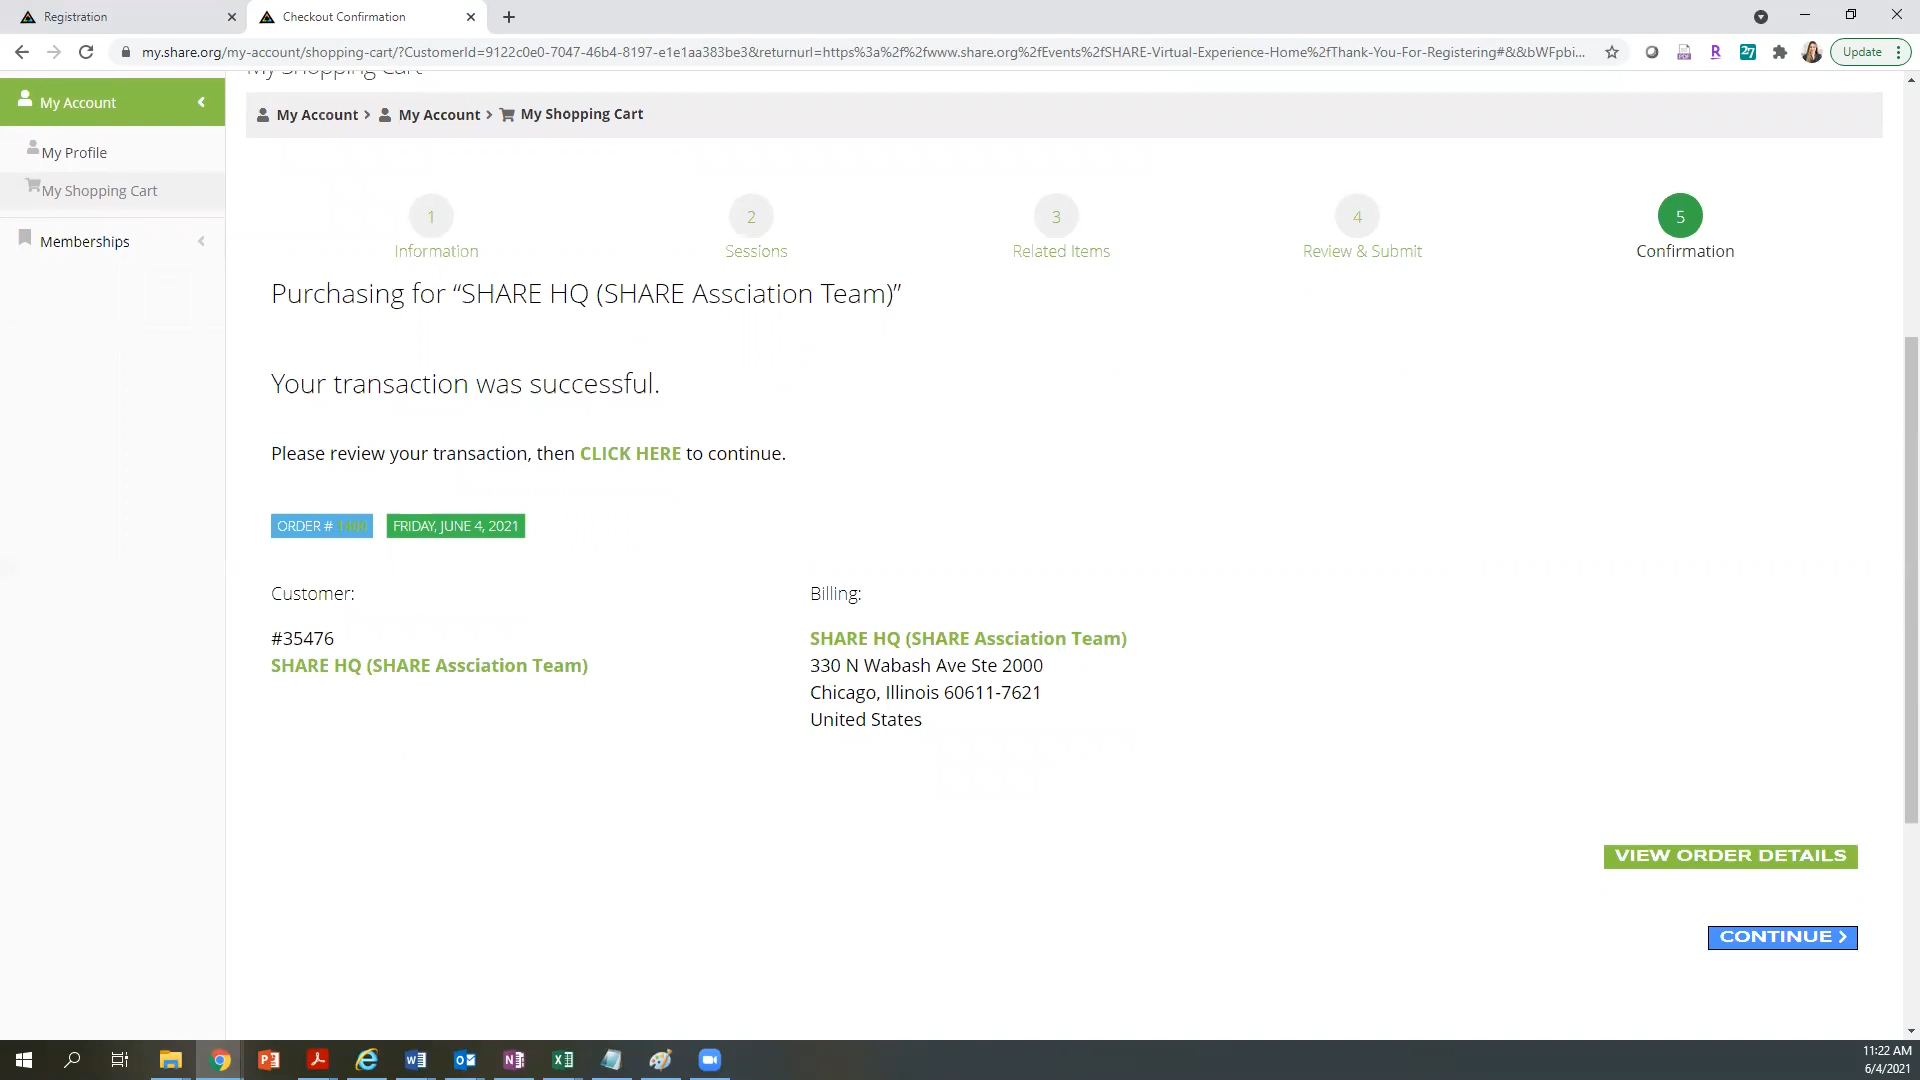 Registration
Checkout Confirmation
my.share.org/my-account/shopping-cart/?CustomerId=9122c0e0-7047-46b4-8197-e1e1aa383be3&returnurl=https%3a%2f%2fwww.share.org%2fEvents%2fSHARE-Virtual-Experience-Home%2fThank-You-For-Registering#&&bWFpbi...
Update
My Shopping Cart
My Account
My Account > My Account > My Shopping Cart
My Profile
My Shopping Cart
Memberships
1 2 3 4 5
Information Sessions Related Items Review & Submit Confirmation
Purchasing for “SHARE HQ (SHARE Assciation Team)”
Your transaction was successful.
Please review your transaction, then CLICK HERE to continue.
ORDER # FRIDAY, JUNE 4, 2021
Customer:
#35476
SHARE HQ (SHARE Assciation Team)
Billing:
SHARE HQ (SHARE Assciation Team)
330 N Wabash Ave Ste 2000
Chicago, Illinois 60611-7621
United States
VIEW ORDER DETAILS
CONTINUE >
11:22 AM
6/4/2021